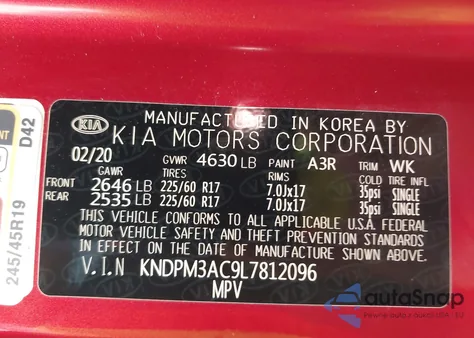 MANUFACTURED IN KOREA BY
KIA
KIA MOTORS CORPORATION
02/20 GVWR 4630 LB PAINT A3R TRIM WK
GAWR TIRES RIMS COLD TIRE INFL
FRONT 2646 LB 225/60 R17 7.0Jx17 35psi SINGLE
REAR 2535 LB 225/60 R17 7.0Jx17 35psi SINGLE
THIS VEHICLE CONFORMS TO ALL APPLICABLE U.S.A FEDERAL
MOTOR VEHICLE SAFETY, BUMPER,
AND THEFT PREVENTION STANDARDS
IN EFFECT ON THE DATE OF MANUFACTURE SHOWN ABOVE.
V.I.N KNDPM3AC9L7812096
MPV
D42
245/45R19
autoSnap